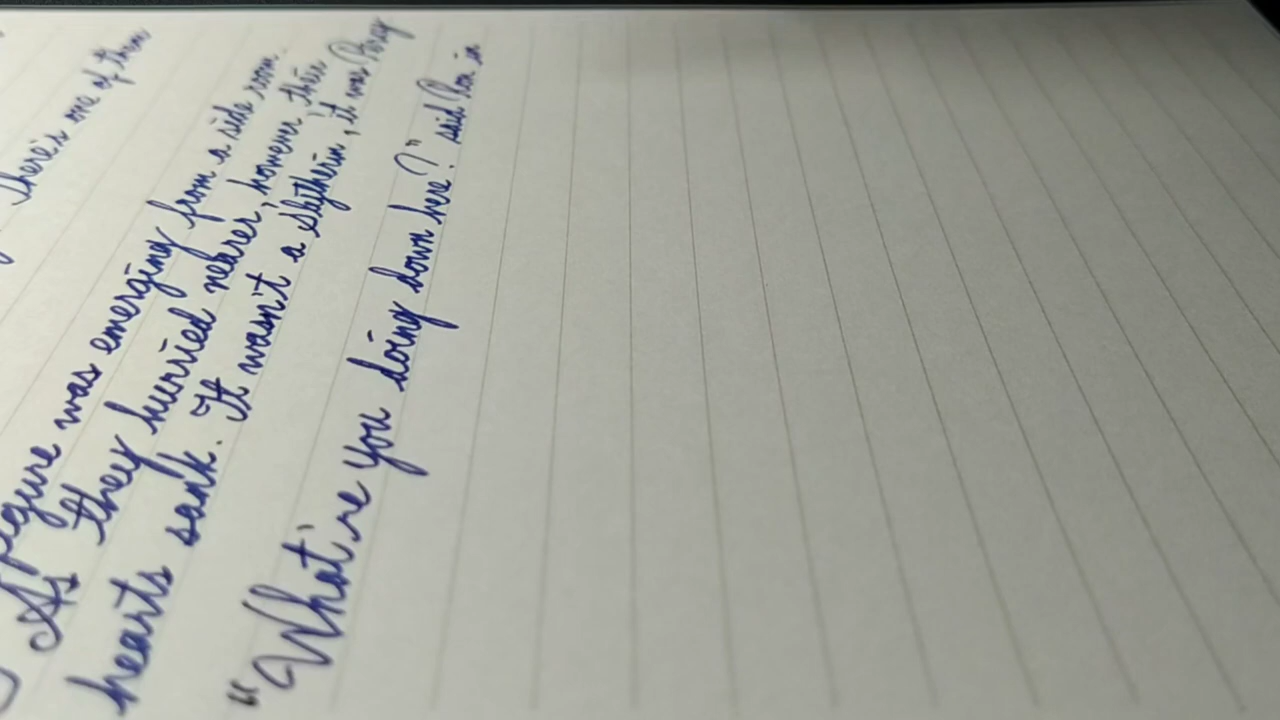 there's one of them
figure was emerging from a side room.
As they hurried nearer, however, their
hearts sank. It wasn't a Slytherin, it was Percy
"What're you doing down here?" said Ron in